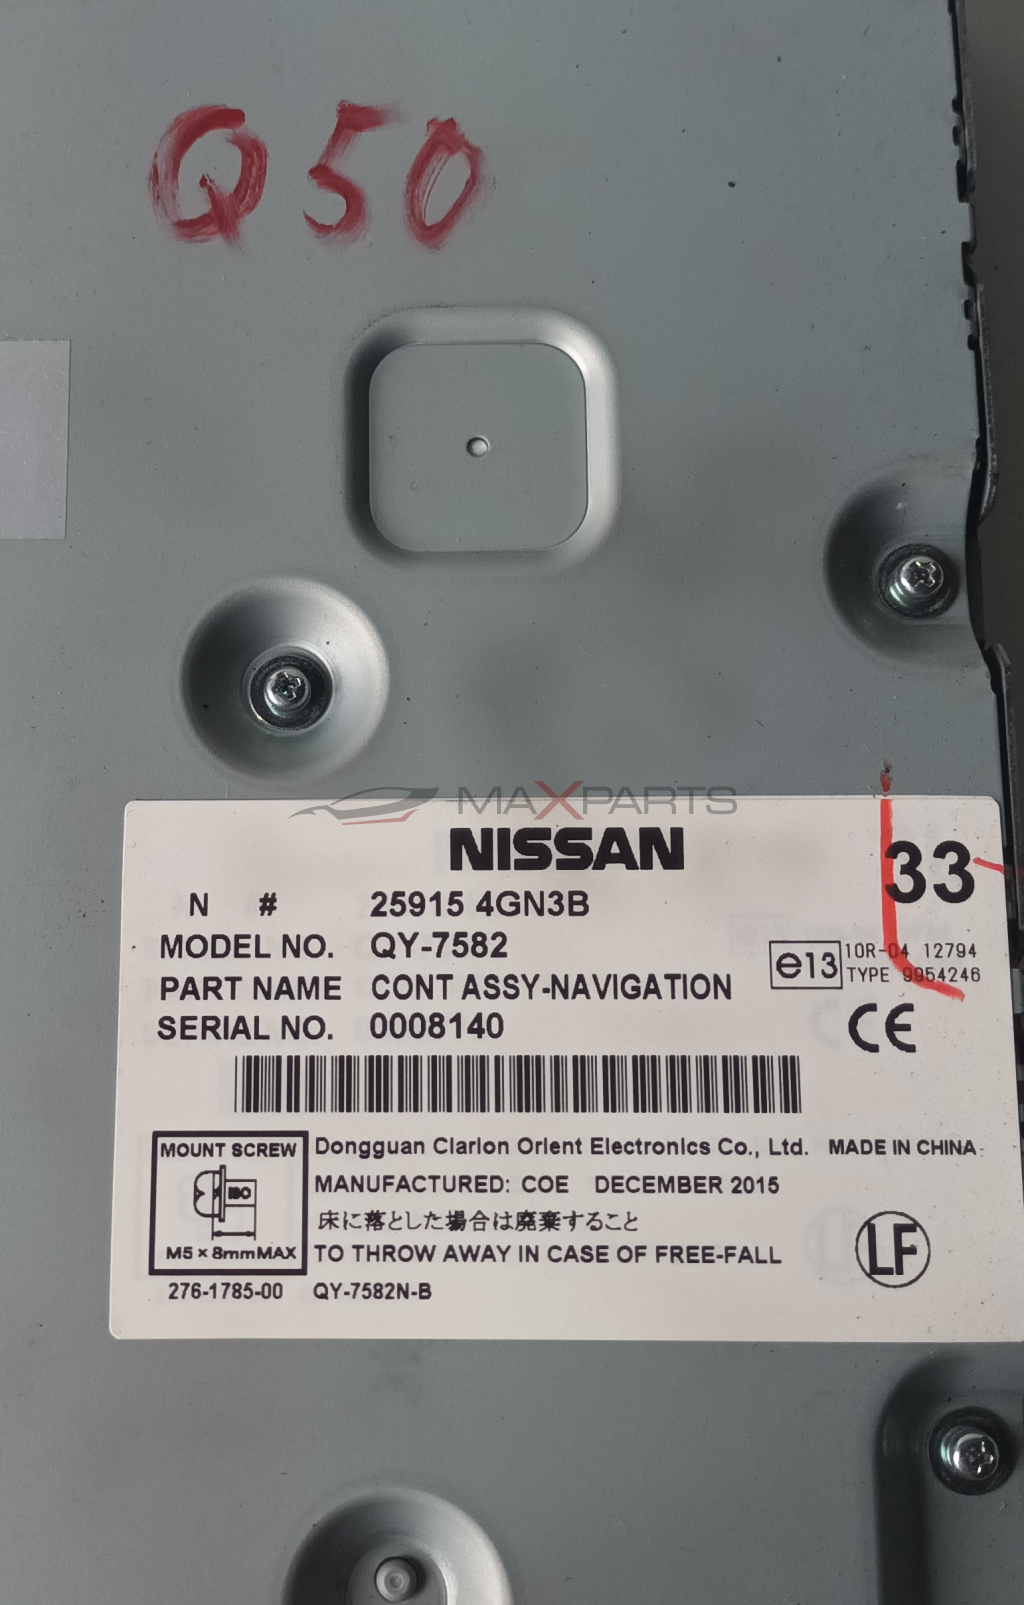 Q50
MAXPARTS
NISSAN
33
N # 25915 4GN3B
MODEL NO. QY-7582
e13 10R-04 12794
TYPE 9954246
PART NAME CONT ASSY-NAVIGATION
SERIAL NO. 0008140
CE
MOUNT SCREW
ISO
M5 × 8mm MAX
Dongguan Clarion Orient Electronics Co., Ltd. MADE IN CHINA
MANUFACTURED: COE DECEMBER 2015
床に落とした場合は廃棄すること
TO THROW AWAY IN CASE OF FREE-FALL
LF
276-1785-00 QY-7582N-B